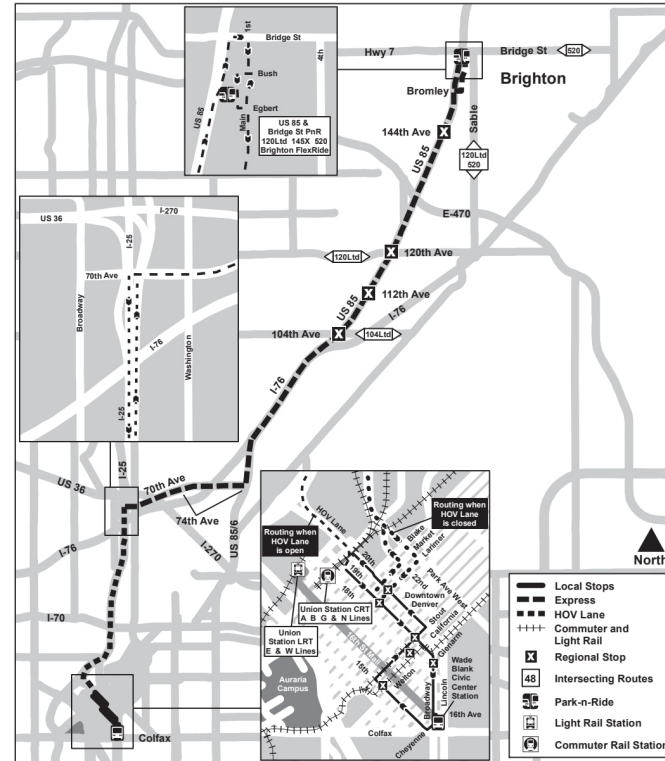 Bridge St
1st
4th
Bush
US 85
Main
Egbert
US 85 &
Bridge St PnR
120Ltd 145X 520
Brighton FlexRide
Hwy 7
Bridge St
520
Brighton
Bromley
Sable
144th Ave
US 85
120Ltd
520
E-470
120Ltd
120th Ave
112th Ave
US 85
I-76
104th Ave
104Ltd
I-76
US 36
I-270
I-25
70th Ave
Broadway
I-76
Washington
I-25
I-25
US 36
70th Ave
74th Ave
US 85/6
I-270
I-76
I-70
Colfax
HOV Lane
Routing when
HOV Lane
is open
Routing when
HOV Lane
is closed
Blake
Market
Larimer
20th
19th
18th
22nd
Park Ave West
Downtown
Denver
Union Station CRT
A B G & N Lines
Union
Station LRT
E & W Lines
Stout
California
Glenarm
Welton
15th
Auraria
Campus
Wade
Blank
Civic
Center
Station
Broadway
Lincoln
16th Ave
Colfax
Cheyenne
North
Local Stops
Express
HOV Lane
Commuter and
Light Rail
X Regional Stop
48 Intersecting Routes
Park-n-Ride
Light Rail Station
Commuter Rail Station